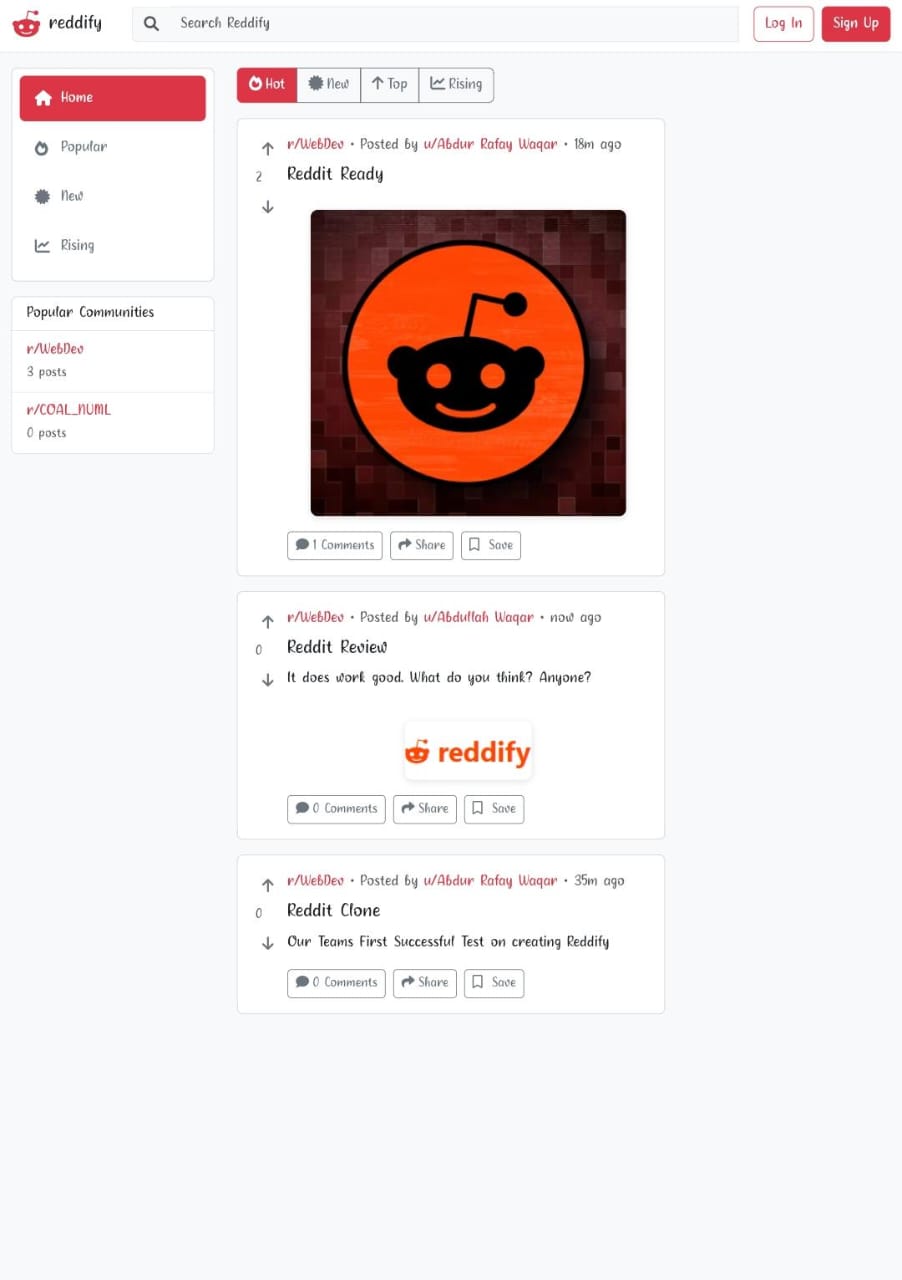 reddify
Search Reddify
Log In
Sign Up
Home
Popular
New
Rising
Popular Communities
r/WebDev
3 posts
r/COAL_NUML
0 posts
Hot
New
Top
Rising
r/WebDev • Posted by u/Abdur Rafay Waqar • 18m ago
2
Reddit Ready
1 Comments
Share
Save
r/WebDev • Posted by u/Abdullah Waqar • now ago
0
Reddit Review
It does work good. What do you think? Anyone?
reddify
0 Comments
Share
Save
r/WebDev • Posted by u/Abdur Rafay Waqar • 35m ago
0
Reddit Clone
Our Teams First Successful Test on creating Reddify
0 Comments
Share
Save